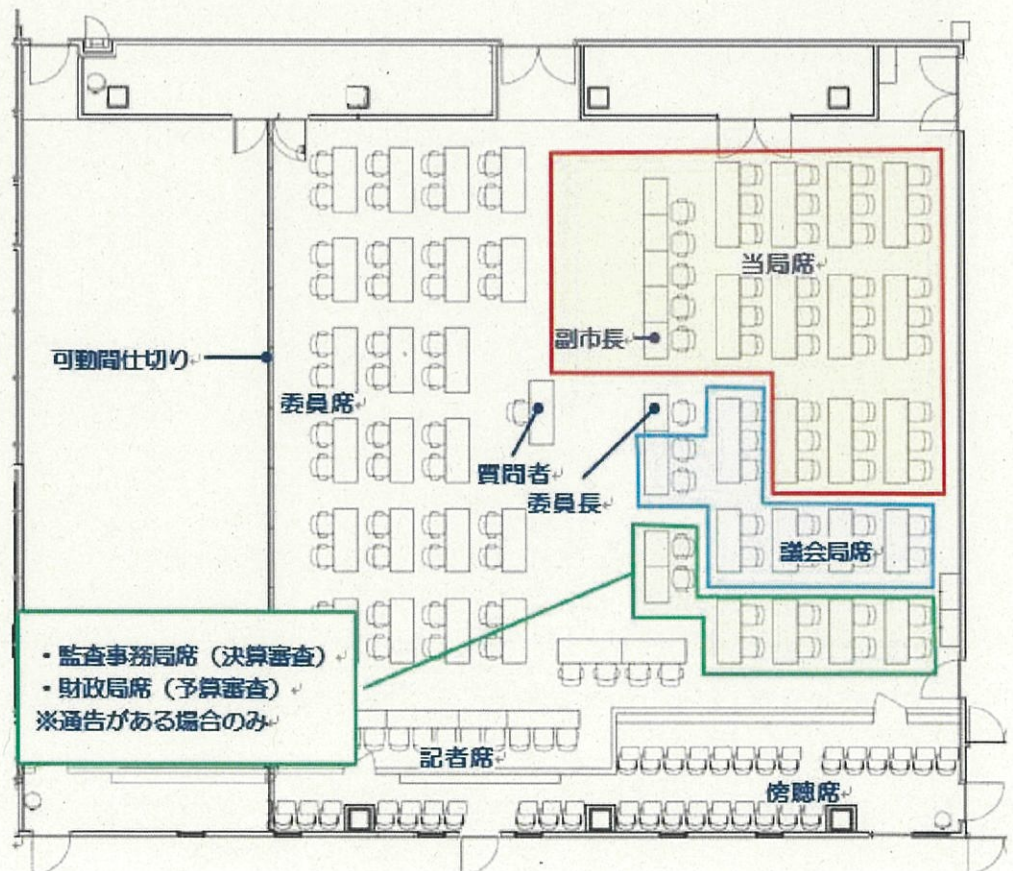 当局席
副市長
可動間仕切り
委員席
質問者
委員長
議会局席
・監査事務局席（決算審査）
・財政局席（予算審査）
※通告がある場合のみ
記者席
傍聴席